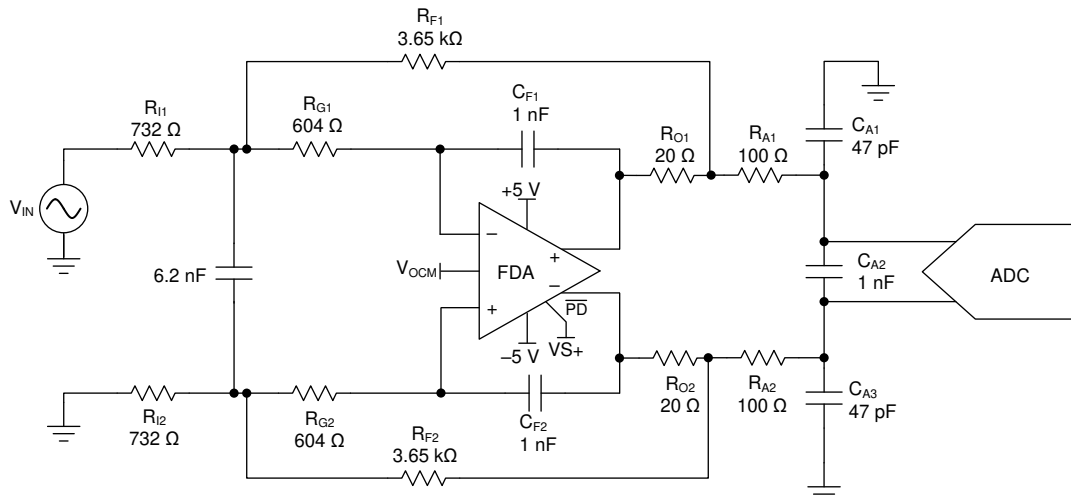 RF1
3.65 kΩ
RI1
732 Ω
RG1
604 Ω
CF1
1 nF
RO1
20 Ω
RA1
100 Ω
CA1
47 pF
VIN
+5 V
−
+
FDA
VOCM
+
−
PD
VS+
–5 V
6.2 nF
CA2
1 nF
ADC
RI2
732 Ω
RG2
604 Ω
CF2
1 nF
RO2
20 Ω
RA2
100 Ω
CA3
47 pF
RF2
3.65 kΩ